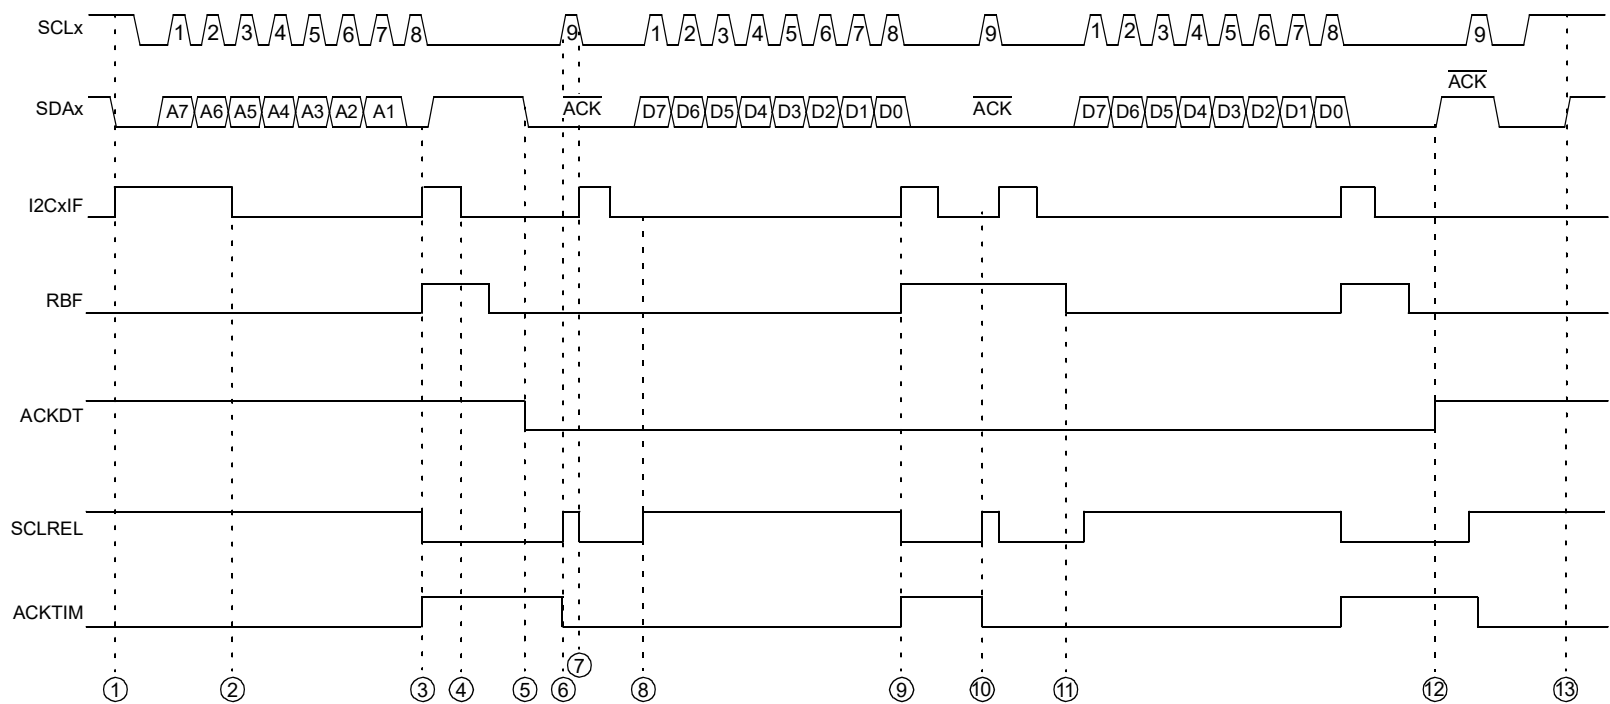 SCLx 1 2 3 4 5 6 7 8 9 1 2 3 4 5 6 7 8 9 1 2 3 4 5 6 7 8 9
ACK
SDAx A7 A6 A5 A4 A3 A2 A1 ACK D7 D6 D5 D4 D3 D2 D1 D0 ACK D7 D6 D5 D4 D3 D2 D1 D0
I2CxIF
RBF
ACKDT
SCLREL
ACKTIM
7
1 2 3 4 5 6 8 9 10 11 12 13